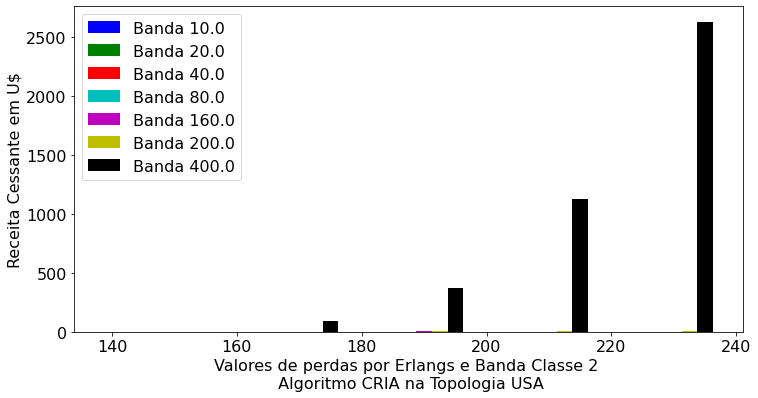 Receita Cessante em U$
2500
2000
1500
1000
500
0
Banda 10.0
Banda 20.0
Banda 40.0
Banda 80.0
Banda 160.0
Banda 200.0
Banda 400.0
140 160 180 200 220 240
Valores de perdas por Erlangs e Banda Classe 2
Algoritmo CRIA na Topologia USA